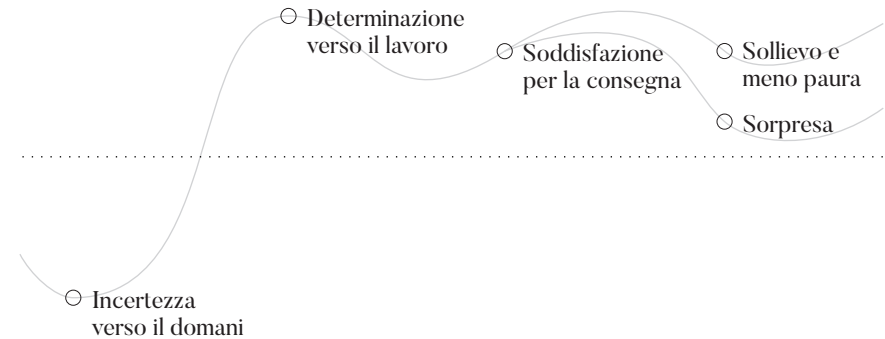 Determinazione
verso il lavoro
Soddisfazione
per la consegna
Sollievo e
meno paura
Sorpresa
Incertezza
verso il domani